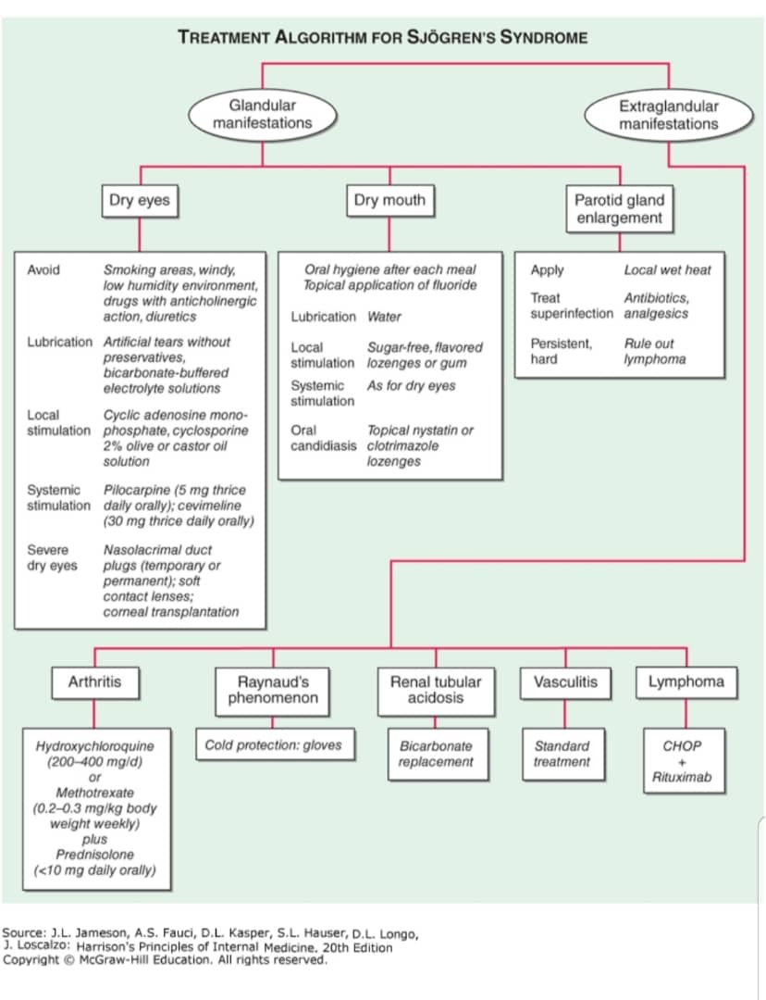 TREATMENT ALGORITHM FOR SJÖGREN'S SYNDROME
Glandular
manifestations
Extraglandular
manifestations
Dry eyes
Dry mouth
Parotid gland
enlargement
Avoid Smoking areas, windy,
low humidity environment,
drugs with anticholinergic
action, diuretics
Lubrication Artificial tears without
preservatives,
bicarbonate-buffered
electrolyte solutions
Local Cyclic adenosine mono-
stimulation phosphate, cyclosporine
2% olive or castor oil
solution
Systemic Pilocarpine (5 mg thrice
stimulation daily orally); cevimeline
(30 mg thrice daily orally)
Severe Nasolacrimal duct
dry eyes plugs (temporary or
permanent); soft
contact lenses;
corneal transplantation
Oral hygiene after each meal
Topical application of fluoride
Lubrication Water
Local Sugar-free, flavored
stimulation lozenges or gum
Systemic As for dry eyes
stimulation
Oral Topical nystatin or
candidiasis clotrimazole
lozenges
Apply Local wet heat
Treat Antibiotics,
superinfection analgesics
Persistent, Rule out
hard lymphoma
Arthritis
Raynaud's
phenomenon
Renal tubular
acidosis
Vasculitis
Lymphoma
Hydroxychloroquine
(200–400 mg/d)
or
Methotrexate
(0.2–0.3 mg/kg body
weight weekly)
plus
Prednisolone
(<10 mg daily orally)
Cold protection: gloves
Bicarbonate
replacement
Standard
treatment
CHOP
+
Rituximab
Source: J.L. Jameson, A.S. Fauci, D.L. Kasper, S.L. Hauser, D.L. Longo,
J. Loscalzo: Harrison's Principles of Internal Medicine, 20th Edition
Copyright © McGraw-Hill Education. All rights reserved.